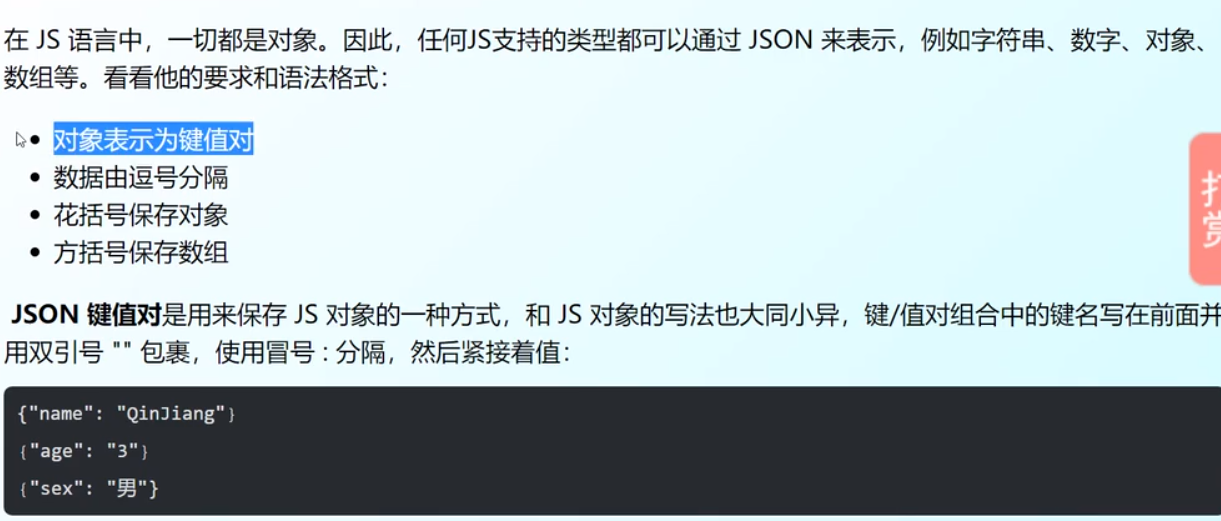 在 JS 语言中，一切都是对象。因此，任何JS支持的类型都可以通过 JSON 来表示，例如字符串、数字、对象、
数组等。看看他的要求和语法格式：
对象表示为键值对
数据由逗号分隔
花括号保存对象
方括号保存数组
JSON 键值对是用来保存 JS 对象的一种方式，和 JS 对象的写法也大同小异，键/值对组合中的键名写在前面并
用双引号 "" 包裹，使用冒号 : 分隔，然后紧接着值：
{"name": "QinJiang"}
{"age": "3"}
{"sex": "男"}
打
赏